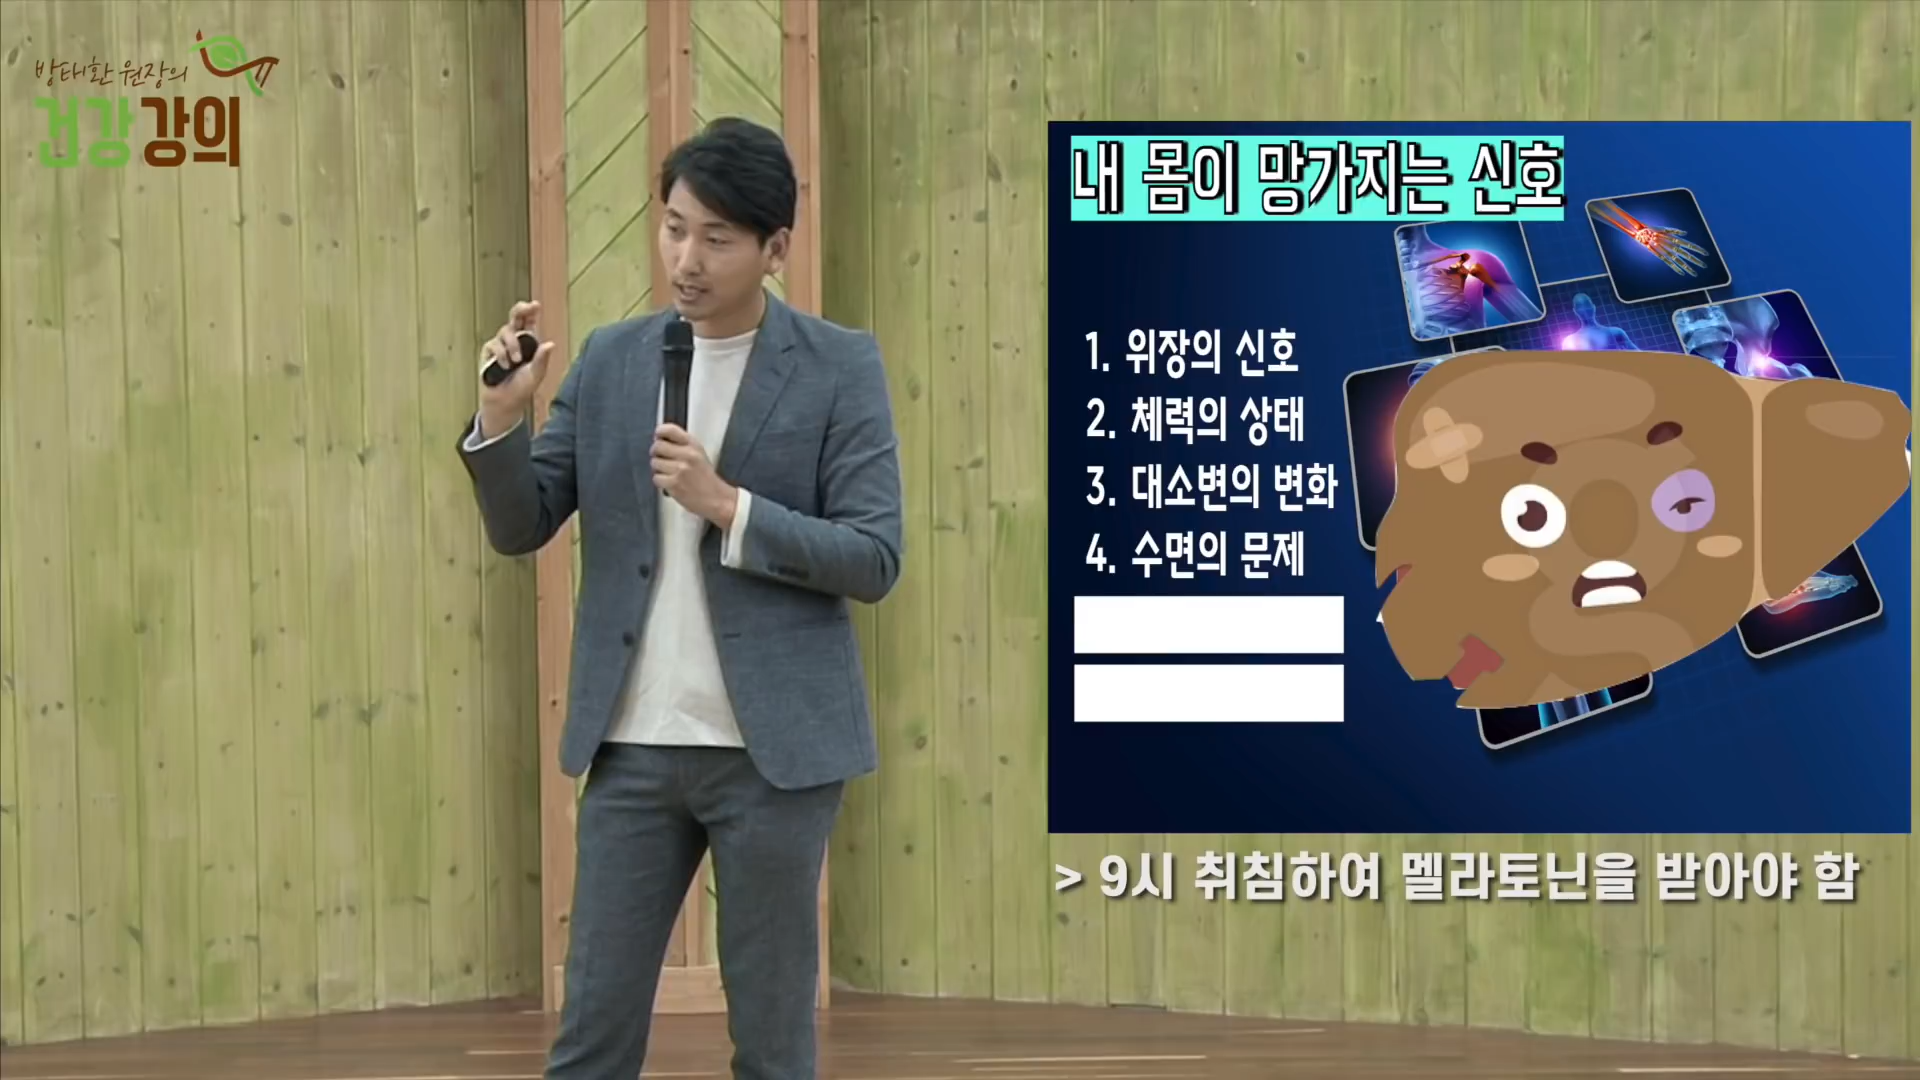 방태환 원장의
건강강의
내 몸이 망가지는 신호
1. 위장의 신호
2. 체력의 상태
3. 대소변의 변화
4. 수면의 문제
> 9시 취침하여 멜라토닌을 받아야 함